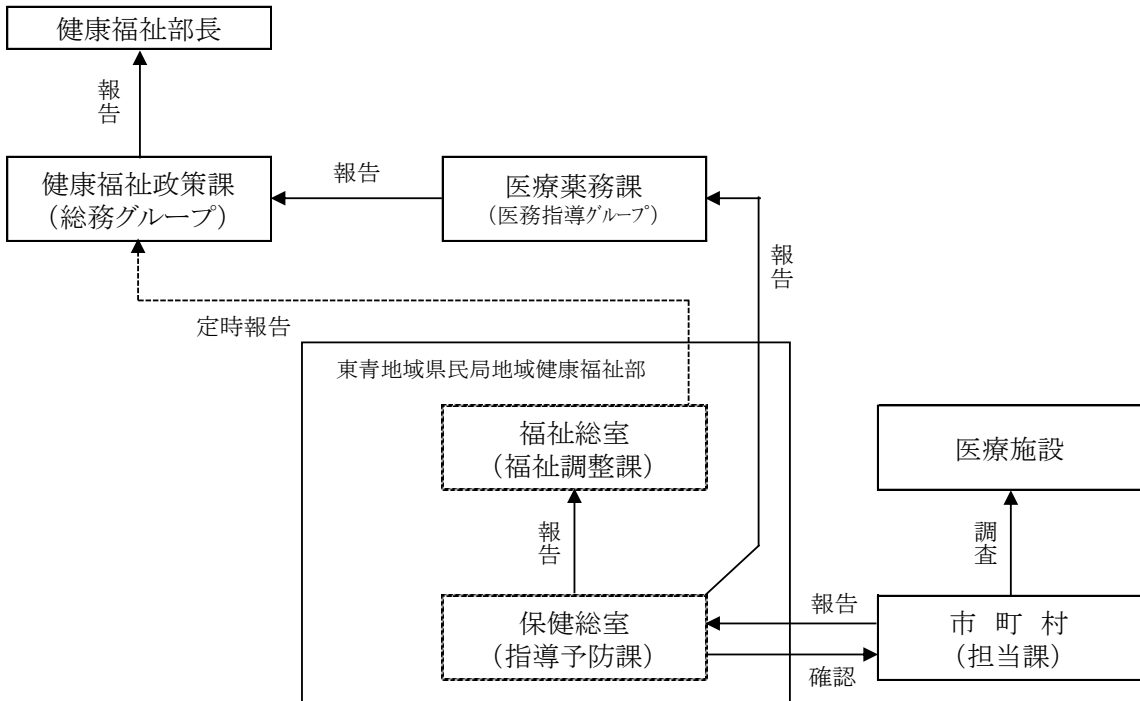 健康福祉部長
報告
健康福祉政策課
（総務グループ）
報告
医療薬務課
（医務指導ｸﾞﾙｰﾌﾟ）
報告
定時報告
東青地域県民局地域健康福祉部
福祉総室
（福祉調整課）
医療施設
報告
調査
保健総室
（指導予防課）
報告
確認
市 町 村
（担当課）